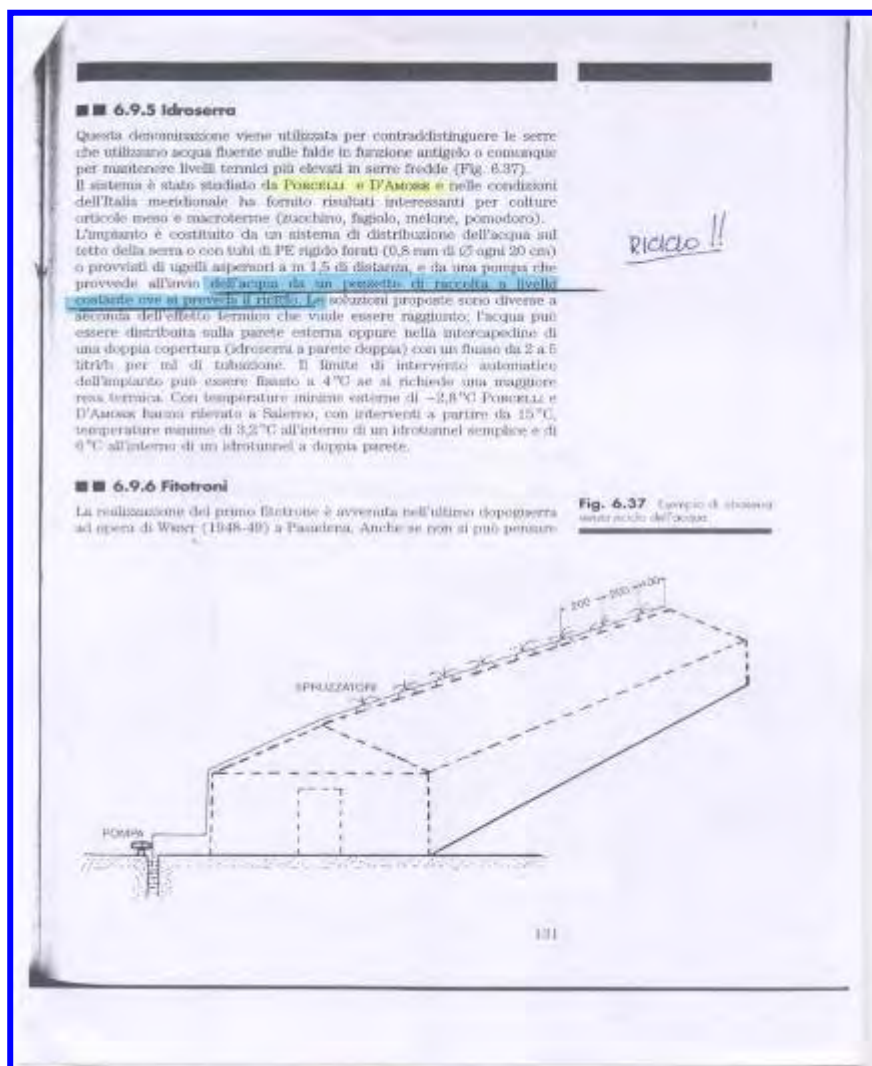 6.9.5 Idroserra
Questa denominazione viene utilizzata per contraddistinguere le serre
che utilizzano acqua fluente sulle falde in funzione antigelo o comunque
per mantenere livelli termici più elevati in serre fredde (Fig. 6.37).
Il sistema è stato studiato da PORCELLI e D'AMORE e nelle condizioni
dell'Italia meridionale ha fornito risultati interessanti per colture
orticole meso e macroterme (zucchino, fagiolo, melone, pomodoro).
L'impianto è costituito da un sistema di distribuzione dell'acqua sul
tetto della serra o con tubi di PE rigido forati (0,8 mm di ∅ ogni 20 cm)
o provvisti di ugelli aspersori a m 1,5 di distanza, e da una pompa che
provvede all'invio dell'acqua da un pozzetto di raccolta a livello
costante ove si preveda il riciclo. Le soluzioni proposte sono diverse a
seconda dell'effetto termico che vuole essere raggiunto; l'acqua può
essere distribuita sulla parete esterna oppure nella intercapedine di
una doppia copertura (idroserra a parete doppia) con un flusso da 2 a 5
litri/h per ml di tubazione. Il limite di intervento automatico
dell'impianto può essere fissato a 4 °C se si richiede una maggiore
resa termica. Con temperature minime esterne di −2,8 °C PORCELLI e
D'AMORE hanno rilevato a Salerno, con interventi a partire da 15 °C,
temperature minime di 3,2 °C all'interno di un idrotunnel semplice e di
6 °C all'interno di un idrotunnel a doppia parete.
RICICLO !!
6.9.6 Fitotroni
La realizzazione del primo fitotrone è avvenuta nell'ultimo dopoguerra
ad opera di WENT (1948-49) a Pasadena. Anche se non si può pensare
Fig. 6.37 Esempio di idroserra
senza riciclo dell'acqua.
200 200 100
SPRUZZATORI
POMPA
131